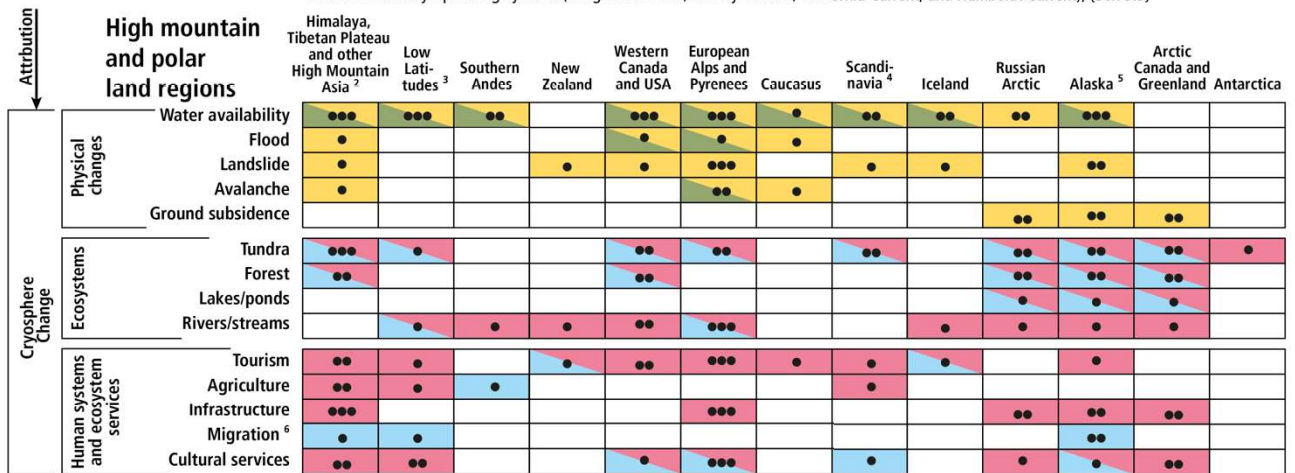 Attribution
High mountain
and polar
land regions
Himalaya,
Tibetan Plateau
and other
High Mountain
Asia 2
Low
Lati-
tudes 3
Southern
Andes
New
Zealand
Western
Canada
and USA
European
Alps and
Pyrenees
Caucasus
Scandi-
navia 4
Iceland
Russian
Arctic
Alaska 5
Arctic
Canada and
Greenland
Antarctica
Cryosphere
Change
Physical
changes
Water availability
Flood
Landslide
Avalanche
Ground subsidence
Ecosystems
Tundra
Forest
Lakes/ponds
Rivers/streams
Human systems
and ecosystem
services
Tourism
Agriculture
Infrastructure
Migration 6
Cultural services